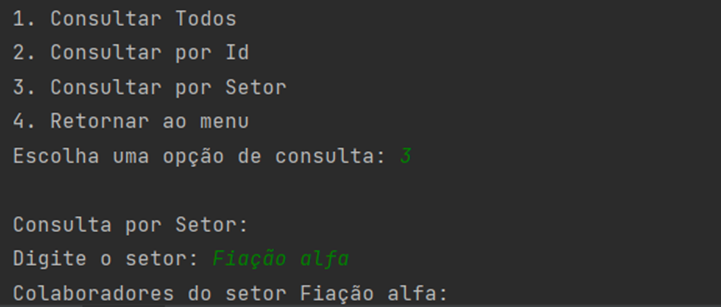 1. Consultar Todos
2. Consultar por Id
3. Consultar por Setor
4. Retornar ao menu
Escolha uma opção de consulta: 3
Consulta por Setor:
Digite o setor: Fiação alfa
Colaboradores do setor Fiação alfa: